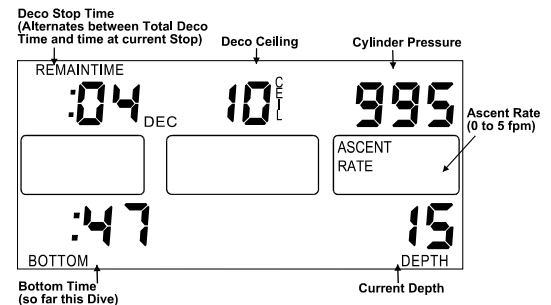 Deco Stop Time
(Alternates between Total Deco
Time and time at current Stop)
Deco Ceiling
Cylinder Pressure
REMAINTIME
:04 DEC
10 CEIL
995
Ascent Rate
(0 to 5 fpm)
ASCENT
RATE
:47
15
BOTTOM
DEPTH
Bottom Time
(so far this Dive)
Current Depth